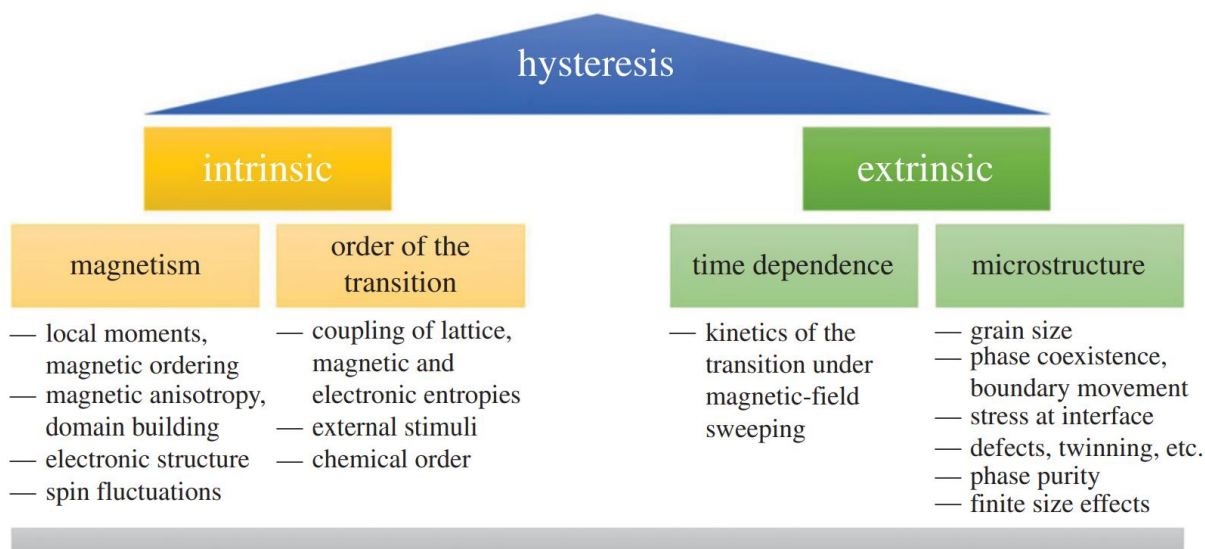 hysteresis
intrinsic
extrinsic
magnetism
— local moments,
magnetic ordering
— magnetic anisotropy,
domain building
— electronic structure
— spin fluctuations
order of the
transition
— coupling of lattice,
magnetic and
electronic entropies
— external stimuli
— chemical order
time dependence
— kinetics of the
transition under
magnetic-field
sweeping
microstructure
— grain size
— phase coexistence,
boundary movement
— stress at interface
— defects, twinning, etc.
— phase purity
— finite size effects